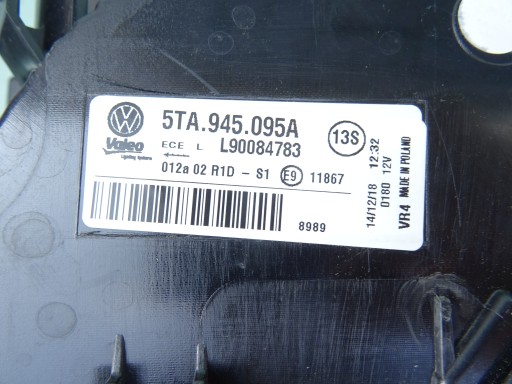 5TA.945.095A
Valeo ECE L L90084783
Lighting Systems
012a 02 R1D - S1 E9 11867
8989
13S
14/12/18 12:32
D180 12V
VR4 MADE IN POLAND